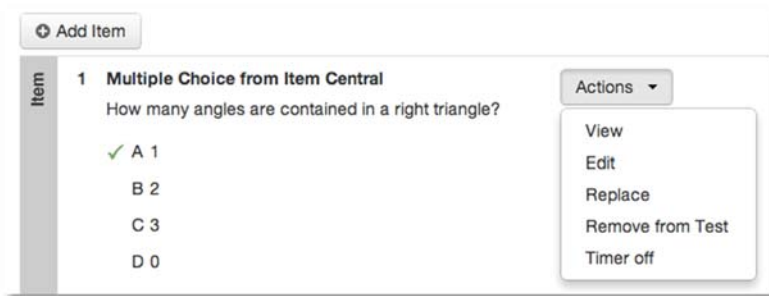 Add Item
Item
1 Multiple Choice from Item Central
How many angles are contained in a right triangle?
A 1
B 2
C 3
D 0
Actions
View
Edit
Replace
Remove from Test
Timer off